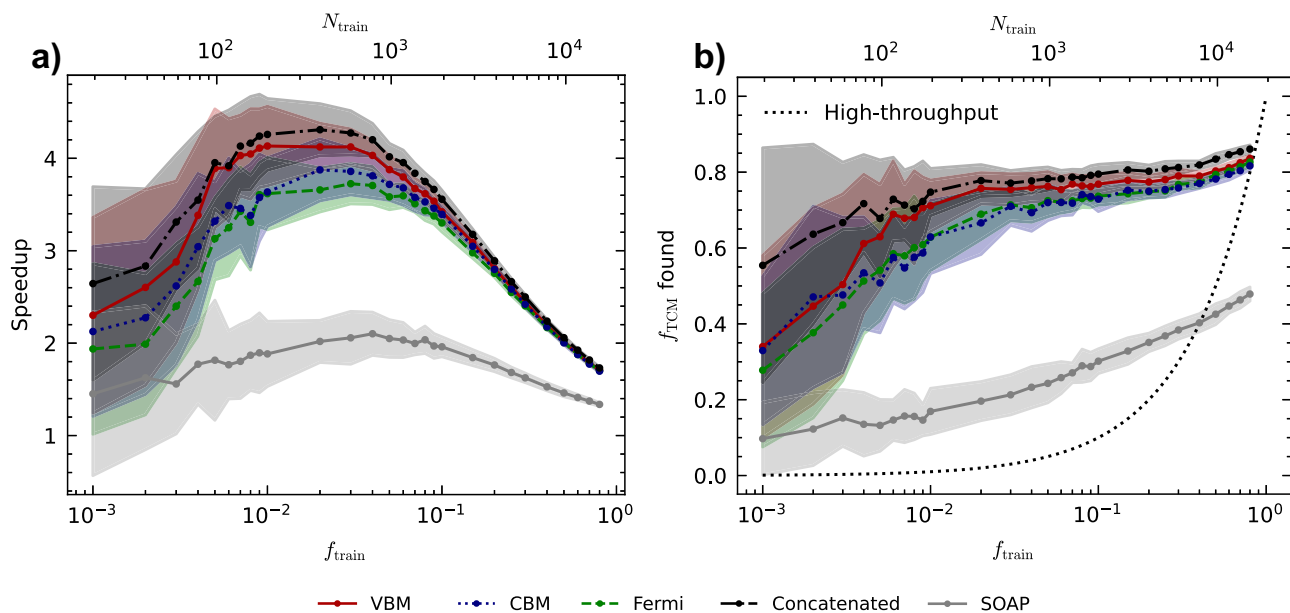 a)
N_train
10^2 10^3 10^4
Speedup
4
3
2
1
10^−3 10^−2 10^−1 10^0
f_train
b)
N_train
10^2 10^3 10^4
f_TCM found
1.0
0.8
0.6
0.4
0.2
0.0
High-throughput
10^−3 10^−2 10^−1 10^0
f_train
VBM CBM Fermi Concatenated SOAP